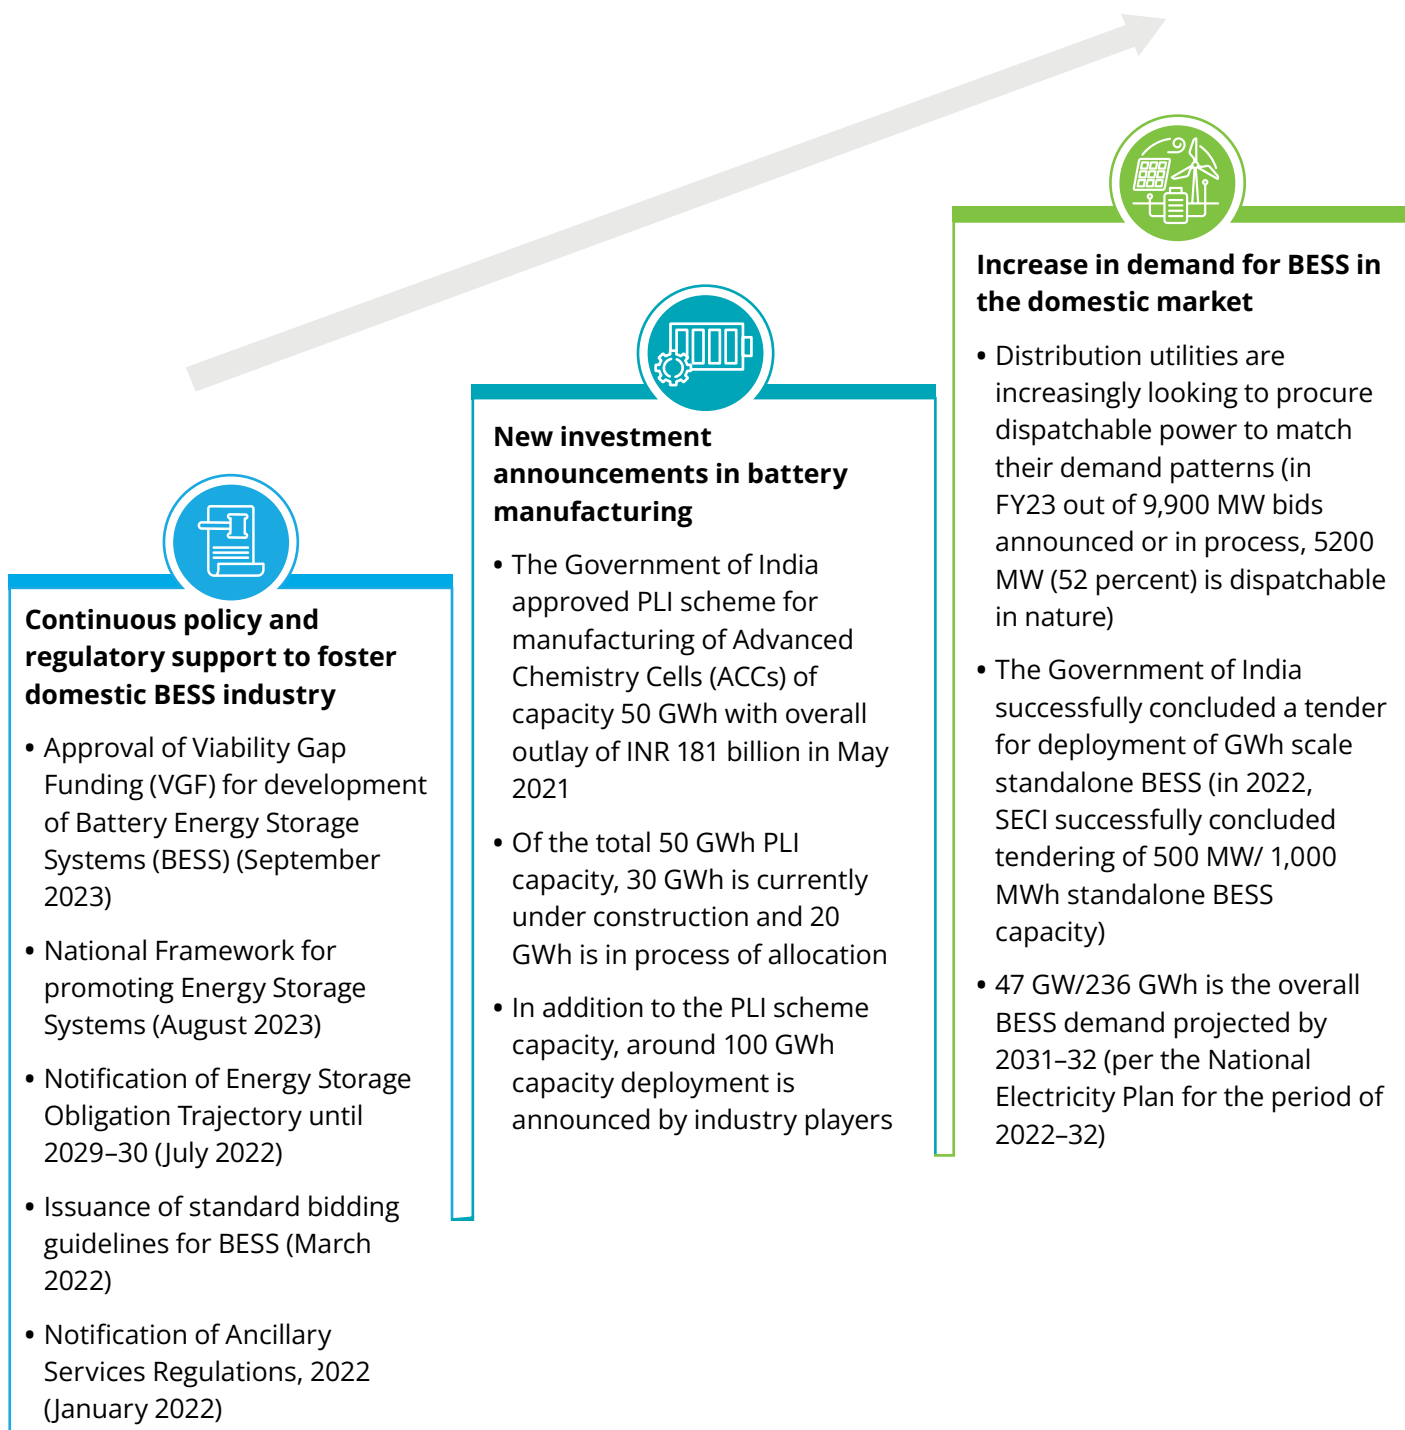 Continuous policy and
regulatory support to foster
domestic BESS industry
• Approval of Viability Gap
Funding (VGF) for development
of Battery Energy Storage
Systems (BESS) (September
2023)
• National Framework for
promoting Energy Storage
Systems (August 2023)
• Notification of Energy Storage
Obligation Trajectory until
2029–30 (July 2022)
• Issuance of standard bidding
guidelines for BESS (March
2022)
• Notification of Ancillary
Services Regulations, 2022
(January 2022)
New investment
announcements in battery
manufacturing
• The Government of India
approved PLI scheme for
manufacturing of Advanced
Chemistry Cells (ACCs) of
capacity 50 GWh with overall
outlay of INR 181 billion in May
2021
• Of the total 50 GWh PLI
capacity, 30 GWh is currently
under construction and 20
GWh is in process of allocation
• In addition to the PLI scheme
capacity, around 100 GWh
capacity deployment is
announced by industry players
Increase in demand for BESS in
the domestic market
• Distribution utilities are
increasingly looking to procure
dispatchable power to match
their demand patterns (in
FY23 out of 9,900 MW bids
announced or in process, 5200
MW (52 percent) is dispatchable
in nature)
• The Government of India
successfully concluded a tender
for deployment of GWh scale
standalone BESS (in 2022,
SECI successfully concluded
tendering of 500 MW/ 1,000
MWh standalone BESS
capacity)
• 47 GW/236 GWh is the overall
BESS demand projected by
2031–32 (per the National
Electricity Plan for the period of
2022–32)